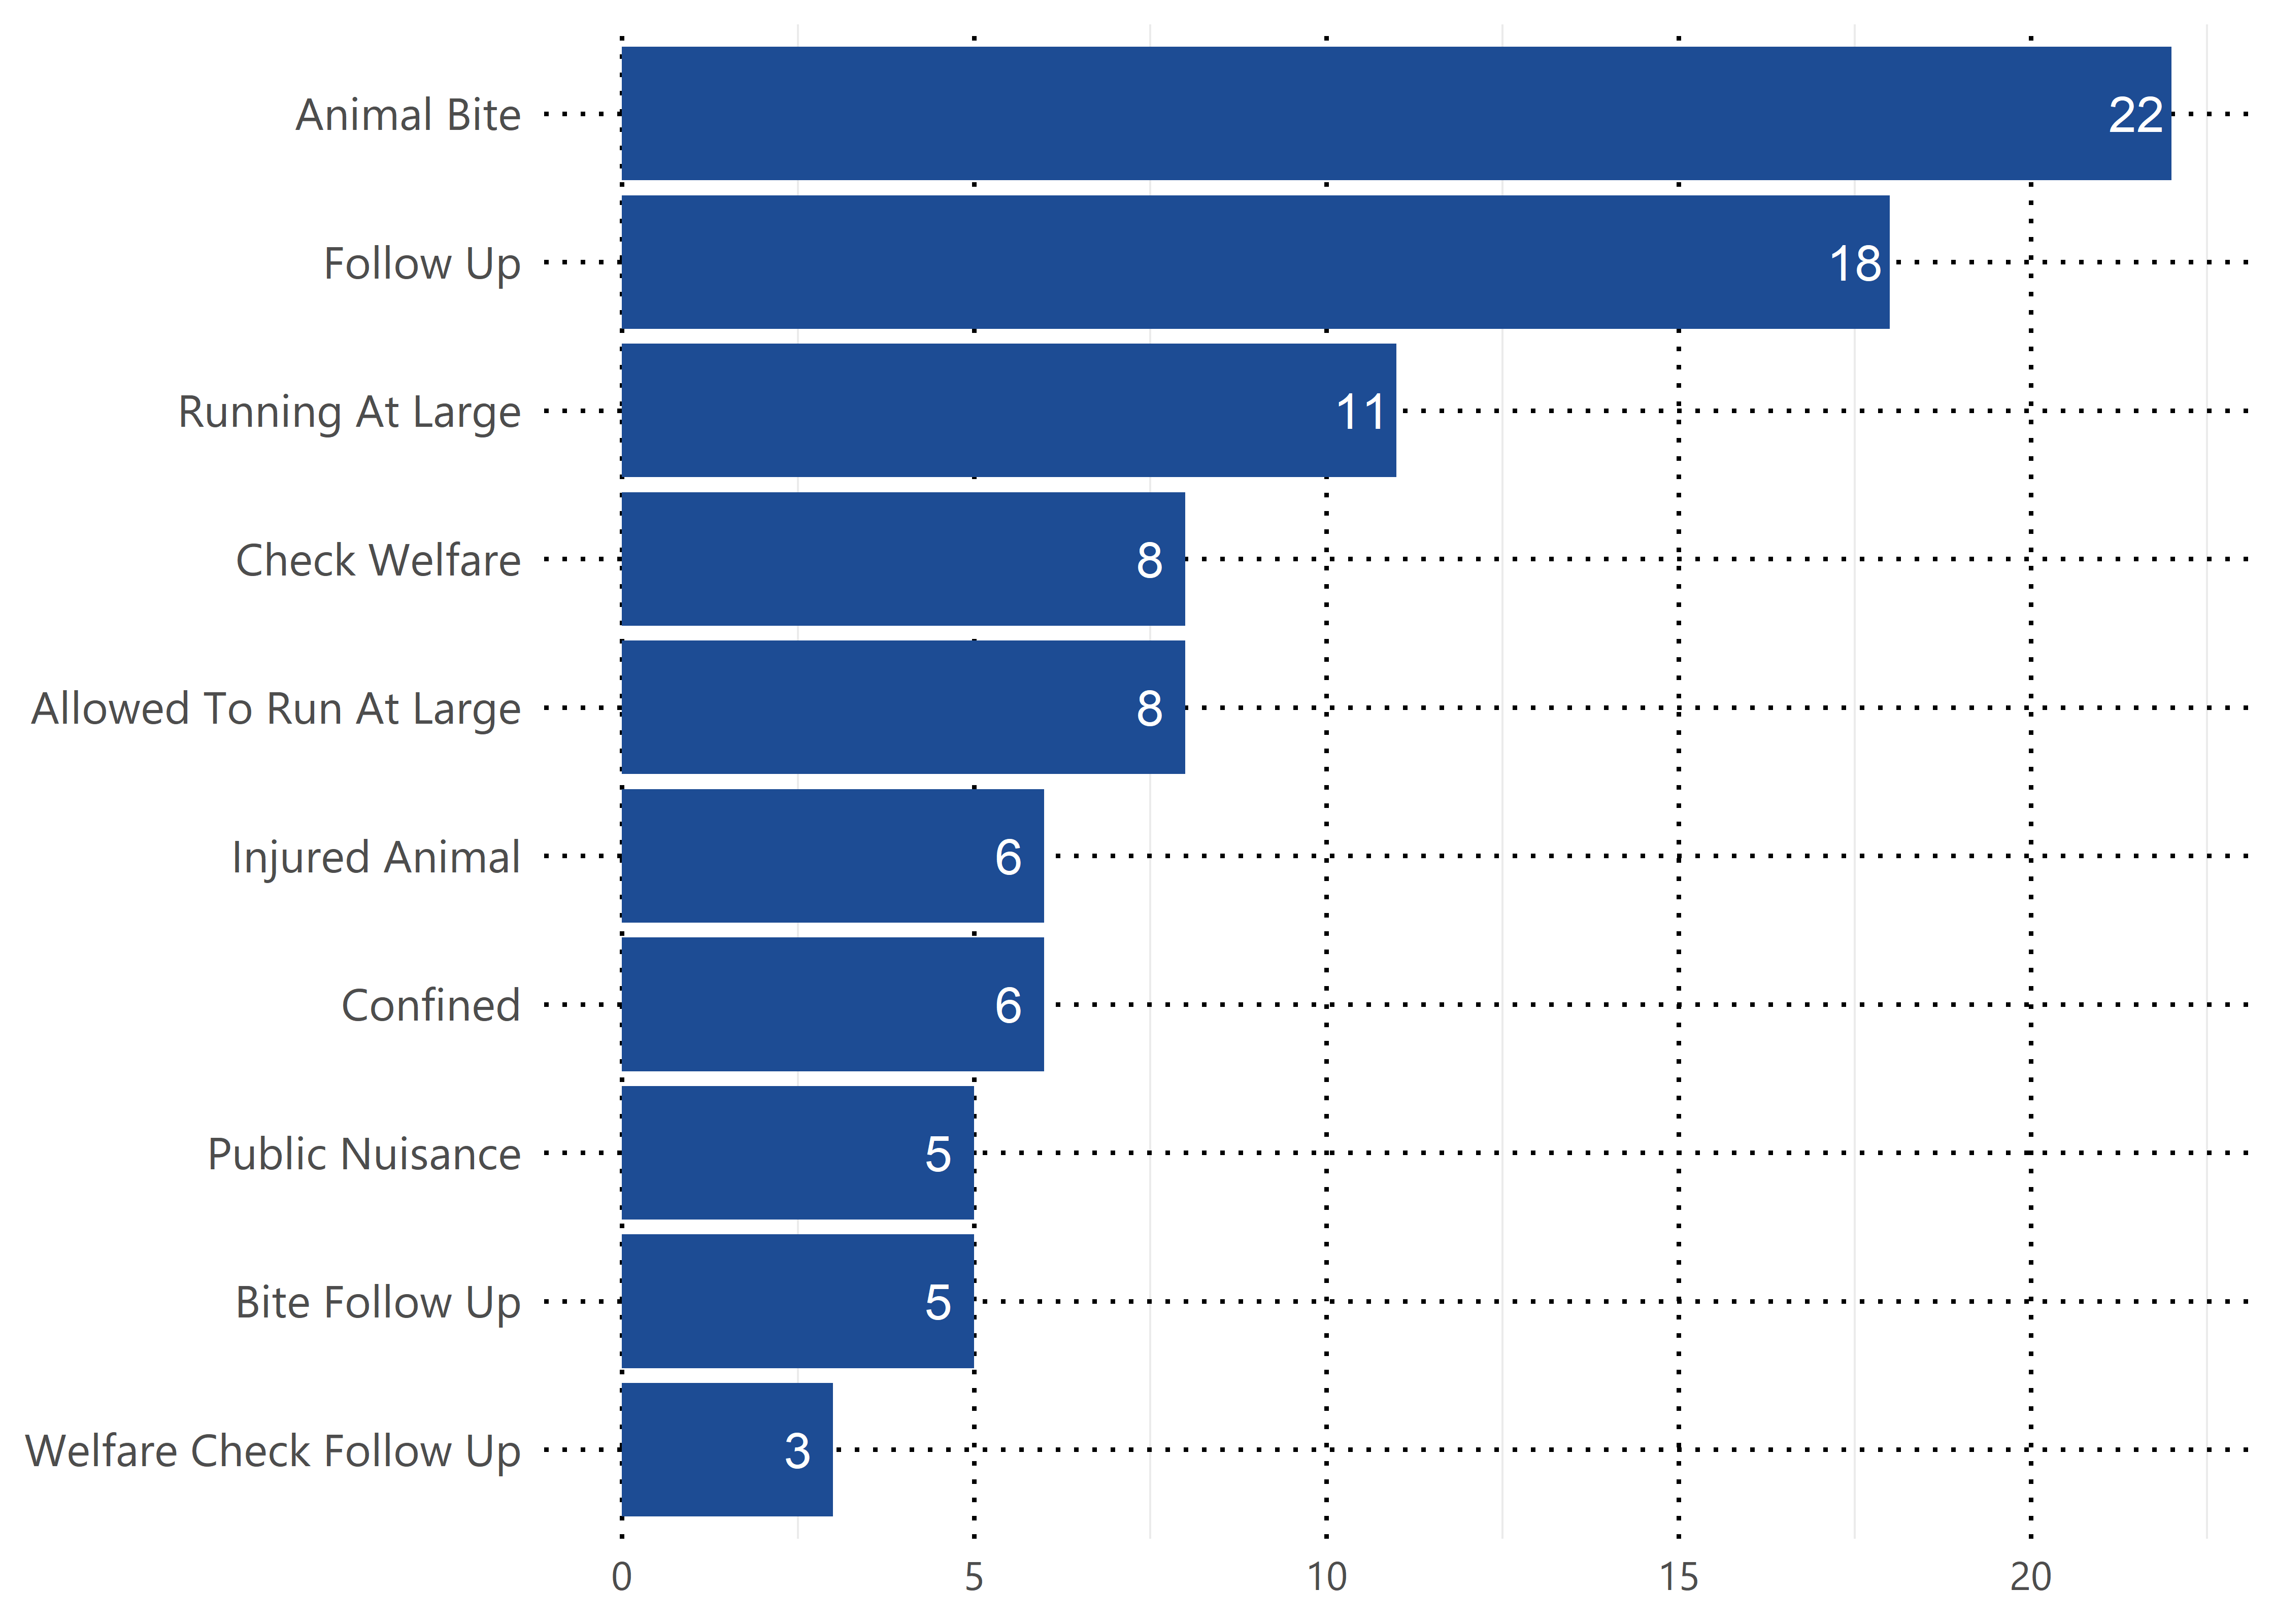 Animal Bite 22
Follow Up 18
Running At Large 11
Check Welfare 8
Allowed To Run At Large 8
Injured Animal 6
Confined 6
Public Nuisance 5
Bite Follow Up 5
Welfare Check Follow Up 3
0 5 10 15 20